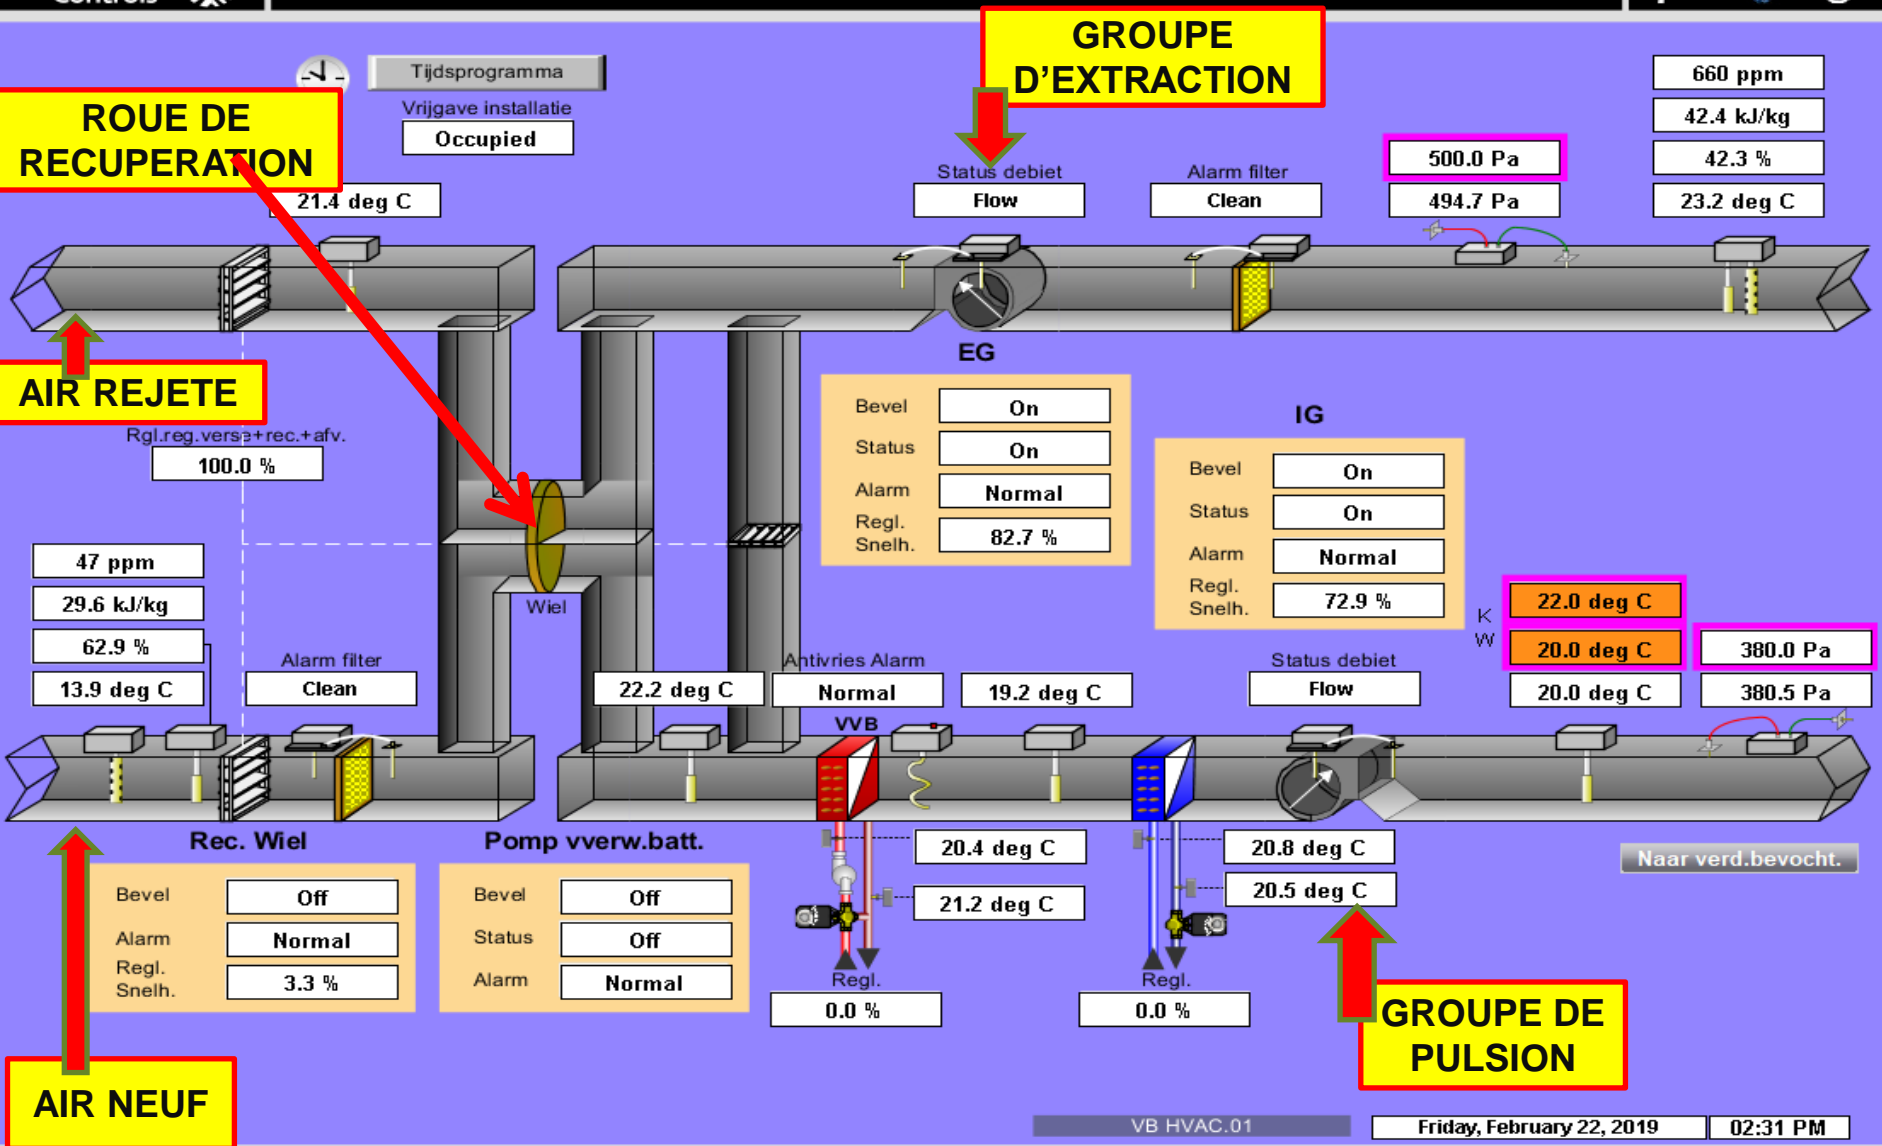 Controls
GROUPE
D'EXTRACTION
Tijdsprogramma
Vrijgave installatie
Occupied
ROUE DE
RECUPERATION
21.4 deg C
Status debiet
Flow
Alarm filter
Clean
500.0 Pa
494.7 Pa
660 ppm
42.4 kJ/kg
42.3 %
23.2 deg C
AIR REJETE
Rgl.reg.verse+rec.+afv.
100.0 %
EG
Bevel On
Status On
Alarm Normal
Regl.
Snelh. 82.7 %
IG
Bevel On
Status On
Alarm Normal
Regl.
Snelh. 72.9 %
Wiel
47 ppm
29.6 kJ/kg
62.9 %
13.9 deg C
Alarm filter
Clean
22.2 deg C
Antivries Alarm
Normal
VVB
19.2 deg C
Status debiet
Flow
K 22.0 deg C
W 20.0 deg C
20.0 deg C
380.0 Pa
380.5 Pa
Rec. Wiel
Bevel Off
Alarm Normal
Regl.
Snelh. 3.3 %
Pomp vverw.batt.
Bevel Off
Status Off
Alarm Normal
20.4 deg C
21.2 deg C
Regl.
0.0 %
20.8 deg C
20.5 deg C
Regl.
0.0 %
Naar verd.bevocht.
GROUPE DE
PULSION
AIR NEUF
VB HVAC.01
Friday, February 22, 2019
02:31 PM